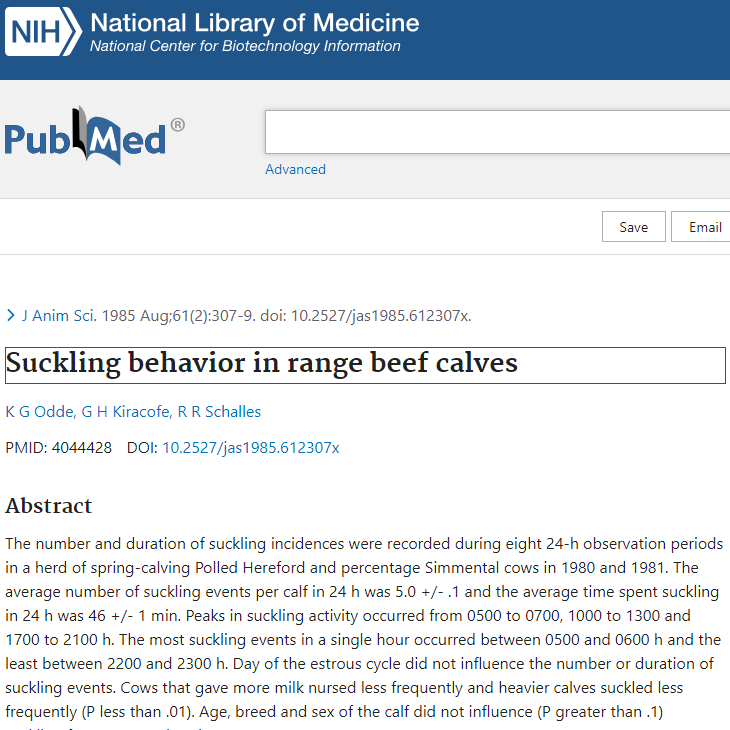 NIH National Library of Medicine
National Center for Biotechnology Information
PubMed®
Advanced
Save
Email
J Anim Sci. 1985 Aug;61(2):307-9. doi: 10.2527/jas1985.612307x.
Suckling behavior in range beef calves
K G Odde, G H Kiracofe, R R Schalles
PMID: 4044428 DOI: 10.2527/jas1985.612307x
Abstract
The number and duration of suckling incidences were recorded during eight 24-h observation periods
in a herd of spring-calving Polled Hereford and percentage Simmental cows in 1980 and 1981. The
average number of suckling events per calf in 24 h was 5.0 +/- .1 and the average time spent suckling
in 24 h was 46 +/- 1 min. Peaks in suckling activity occurred from 0500 to 0700, 1000 to 1300 and
1700 to 2100 h. The most suckling events in a single hour occurred between 0500 and 0600 h and the
least between 2200 and 2300 h. Day of the estrous cycle did not influence the number or duration of
suckling events. Cows that gave more milk nursed less frequently and heavier calves suckled less
frequently (P less than .01). Age, breed and sex of the calf did not influence (P greater than .1)